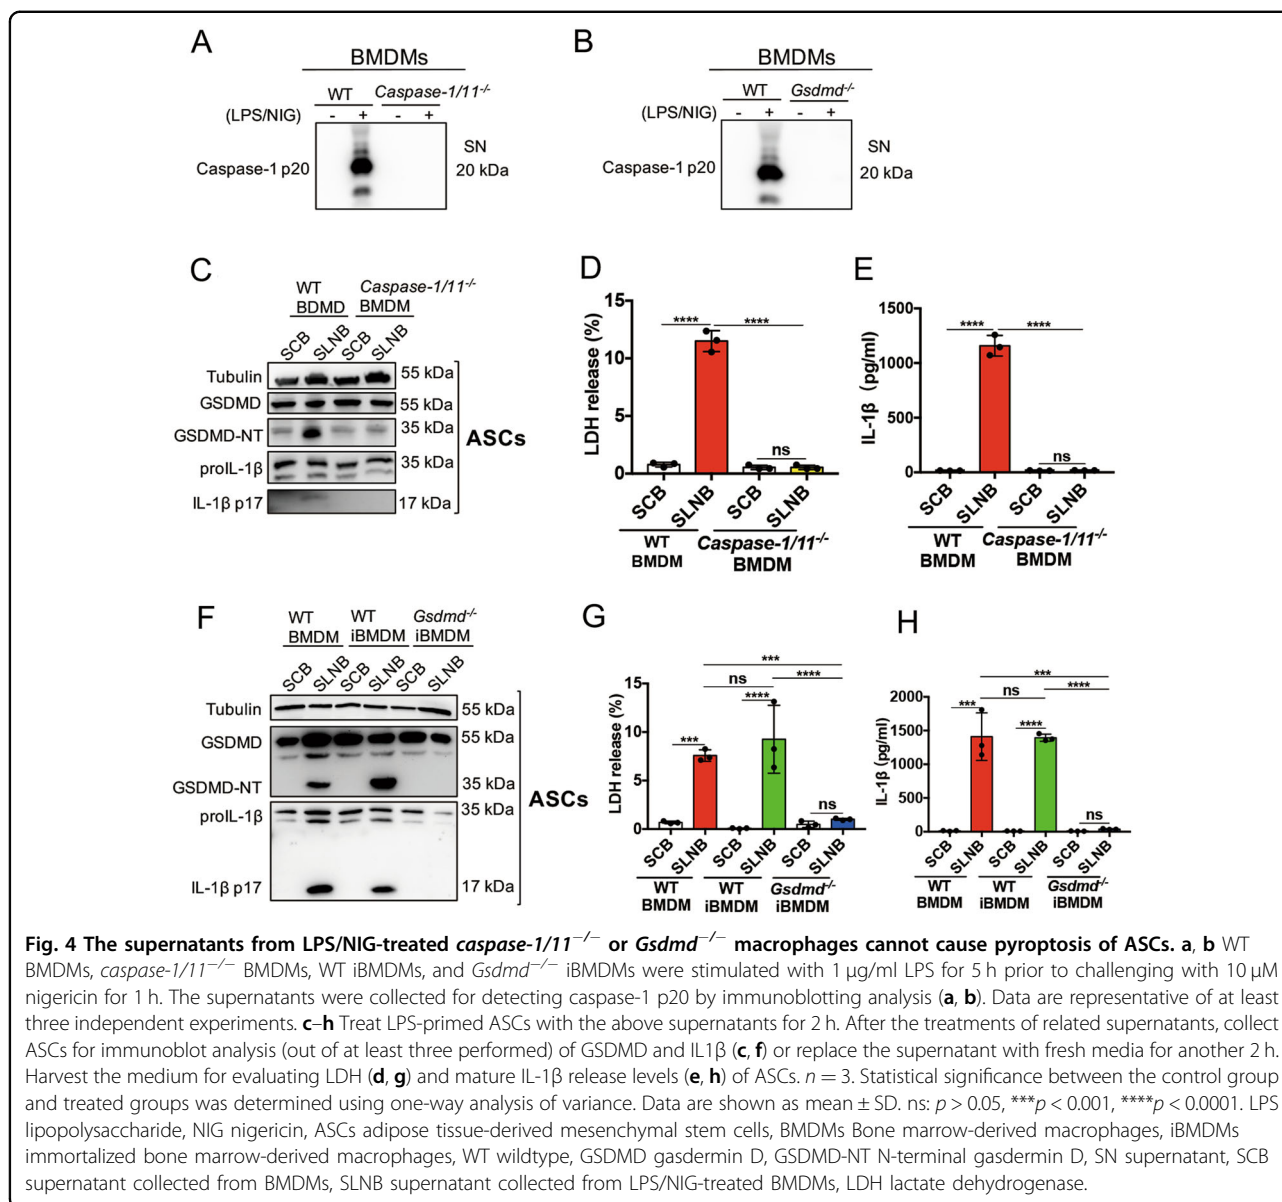 A
BMDMs
WT Caspase-1/11-/-
(LPS/NIG) - + - +
Caspase-1 p20
SN
20 kDa
B
BMDMs
WT Gsdmd-/-
(LPS/NIG) - + - +
Caspase-1 p20
SN
20 kDa
C
WT Caspase-1/11-/-
BDMD BMDM
SCB SLNB SCB SLNB
Tubulin 55 kDa
GSDMD 55 kDa
GSDMD-NT 35 kDa
proIL-1β 35 kDa
IL-1β p17 17 kDa
ASCs
D
LDH release (%)
15
10
5
0
**** ****
ns
SCB SLNB SCB SLNB
WT Caspase-1/11-/-
BMDM BMDM
E
IL-1β (pg/ml)
1500
1000
500
0
**** ****
ns
SCB SLNB SCB SLNB
WT Caspase-1/11-/-
BMDM BMDM
F
WT WT Gsdmd-/-
BMDM iBMDM iBMDM
SCB SLNB SCB SLNB SCB SLNB
Tubulin 55 kDa
GSDMD 55 kDa
GSDMD-NT 35 kDa
proIL-1β 35 kDa
IL-1β p17 17 kDa
ASCs
G
LDH release (%)
15
10
5
0
***
ns ****
*** ****
ns
SCB SLNB SCB SLNB SCB SLNB
WT WT Gsdmd-/-
BMDM iBMDM iBMDM
H
IL-1β (pg/ml)
2000
1500
1000
500
0
***
ns ****
*** ****
ns
SCB SLNB SCB SLNB SCB SLNB
WT WT Gsdmd-/-
BMDM iBMDM iBMDM
Fig. 4 The supernatants from LPS/NIG-treated caspase-1/11−/− or Gsdmd−/− macrophages cannot cause pyroptosis of ASCs. a, b WT
BMDMs, caspase-1/11−/− BMDMs, WT iBMDMs, and Gsdmd−/− iBMDMs were stimulated with 1 µg/ml LPS for 5 h prior to challenging with 10 µM
nigericin for 1 h. The supernatants were collected for detecting caspase-1 p20 by immunoblotting analysis (a, b). Data are representative of at least
three independent experiments. c–h Treat LPS-primed ASCs with the above supernatants for 2 h. After the treatments of related supernatants, collect
ASCs for immunoblot analysis (out of at least three performed) of GSDMD and IL1β (c, f) or replace the supernatant with fresh media for another 2 h.
Harvest the medium for evaluating LDH (d, g) and mature IL-1β release levels (e, h) of ASCs. n = 3. Statistical significance between the control group
and treated groups was determined using one-way analysis of variance. Data are shown as mean ± SD. ns: p > 0.05, ***p < 0.001, ****p < 0.0001. LPS
lipopolysaccharide, NIG nigericin, ASCs adipose tissue-derived mesenchymal stem cells, BMDMs Bone marrow-derived macrophages, iBMDMs
immortalized bone marrow-derived macrophages, WT wildtype, GSDMD gasdermin D, GSDMD-NT N-terminal gasdermin D, SN supernatant, SCB
supernatant collected from BMDMs, SLNB supernatant collected from LPS/NIG-treated BMDMs, LDH lactate dehydrogenase.